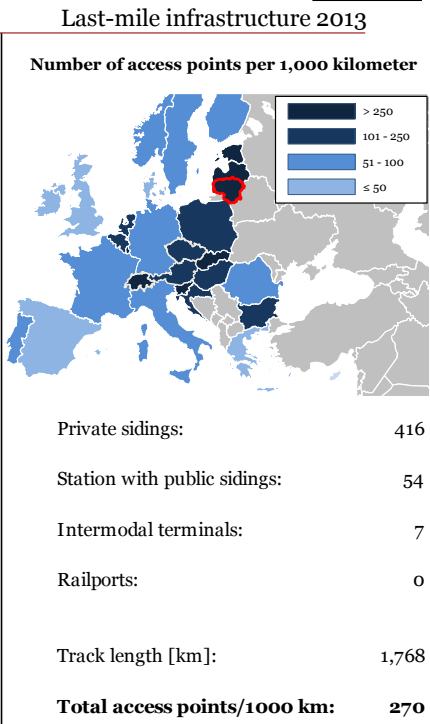 Last-mile infrastructure 2013
Number of access points per 1,000 kilometer
> 250
101 - 250
51 - 100
≤ 50
Private sidings: 416
Station with public sidings: 54
Intermodal terminals: 7
Railports: 0
Track length [km]: 1,768
Total access points/1000 km: 270